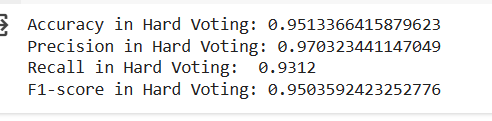 Accuracy in Hard Voting: 0.9513366415879623
Precision in Hard Voting: 0.970323441147049
Recall in Hard Voting:  0.9312
F1-score in Hard Voting: 0.9503592423252776